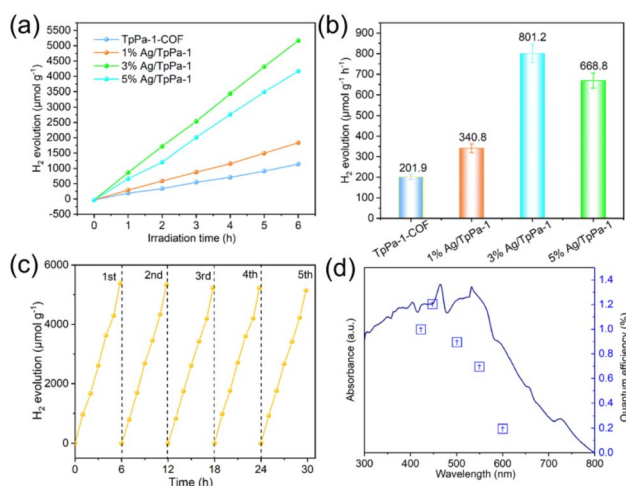 (a)
TpPa-1-COF
1% Ag/TpPa-1
3% Ag/TpPa-1
5% Ag/TpPa-1
5500
5000
4500
4000
3500
3000
2500
2000
1500
1000
500
0
-500
H₂ evolution (μmol g⁻¹)
0 1 2 3 4 5 6
Irradiation time (h)
(b)
900
800
700
600
500
400
300
200
100
0
H₂ evolution (μmol g⁻¹ h⁻¹)
201.9
340.8
801.2
668.8
TpPa-1-COF
1% Ag/TpPa-1
3% Ag/TpPa-1
5% Ag/TpPa-1
(c)
1st 2nd 3rd 4th 5th
6000
4000
2000
0
H₂ evolution (μmol g⁻¹)
0 6 12 18 24 30
Time (h)
(d)
Absorbance (a.u.)
1.2
1.0
0.8
0.6
0.4
0.2
0.0
Quantum efficiency (%)
300 400 500 600 700 800
Wavelength (nm)